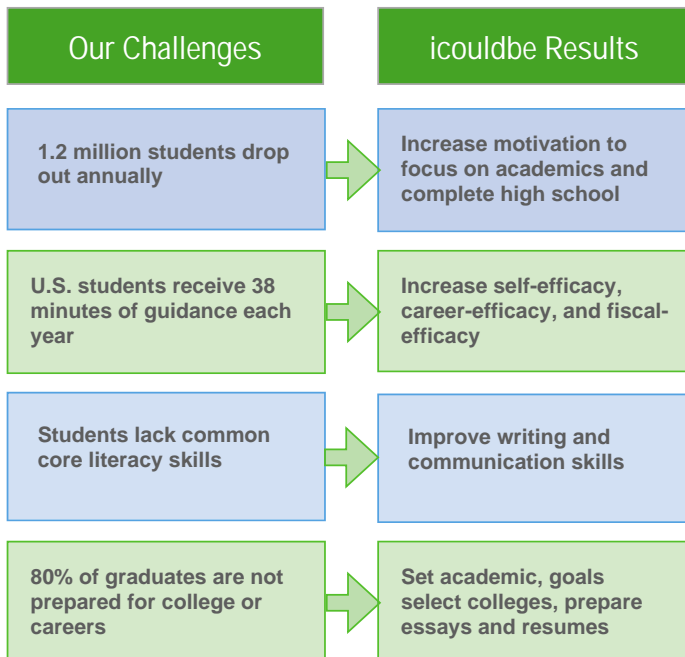 Our Challenges
icouldbe Results
1.2 million students drop
out annually
Increase motivation to
focus on academics and
complete high school
U.S. students receive 38
minutes of guidance each
year
Increase self-efficacy,
career-efficacy, and fiscal-
efficacy
Students lack common
core literacy skills
Improve writing and
communication skills
80% of graduates are not
prepared for college or
careers
Set academic, goals
select colleges, prepare
essays and resumes